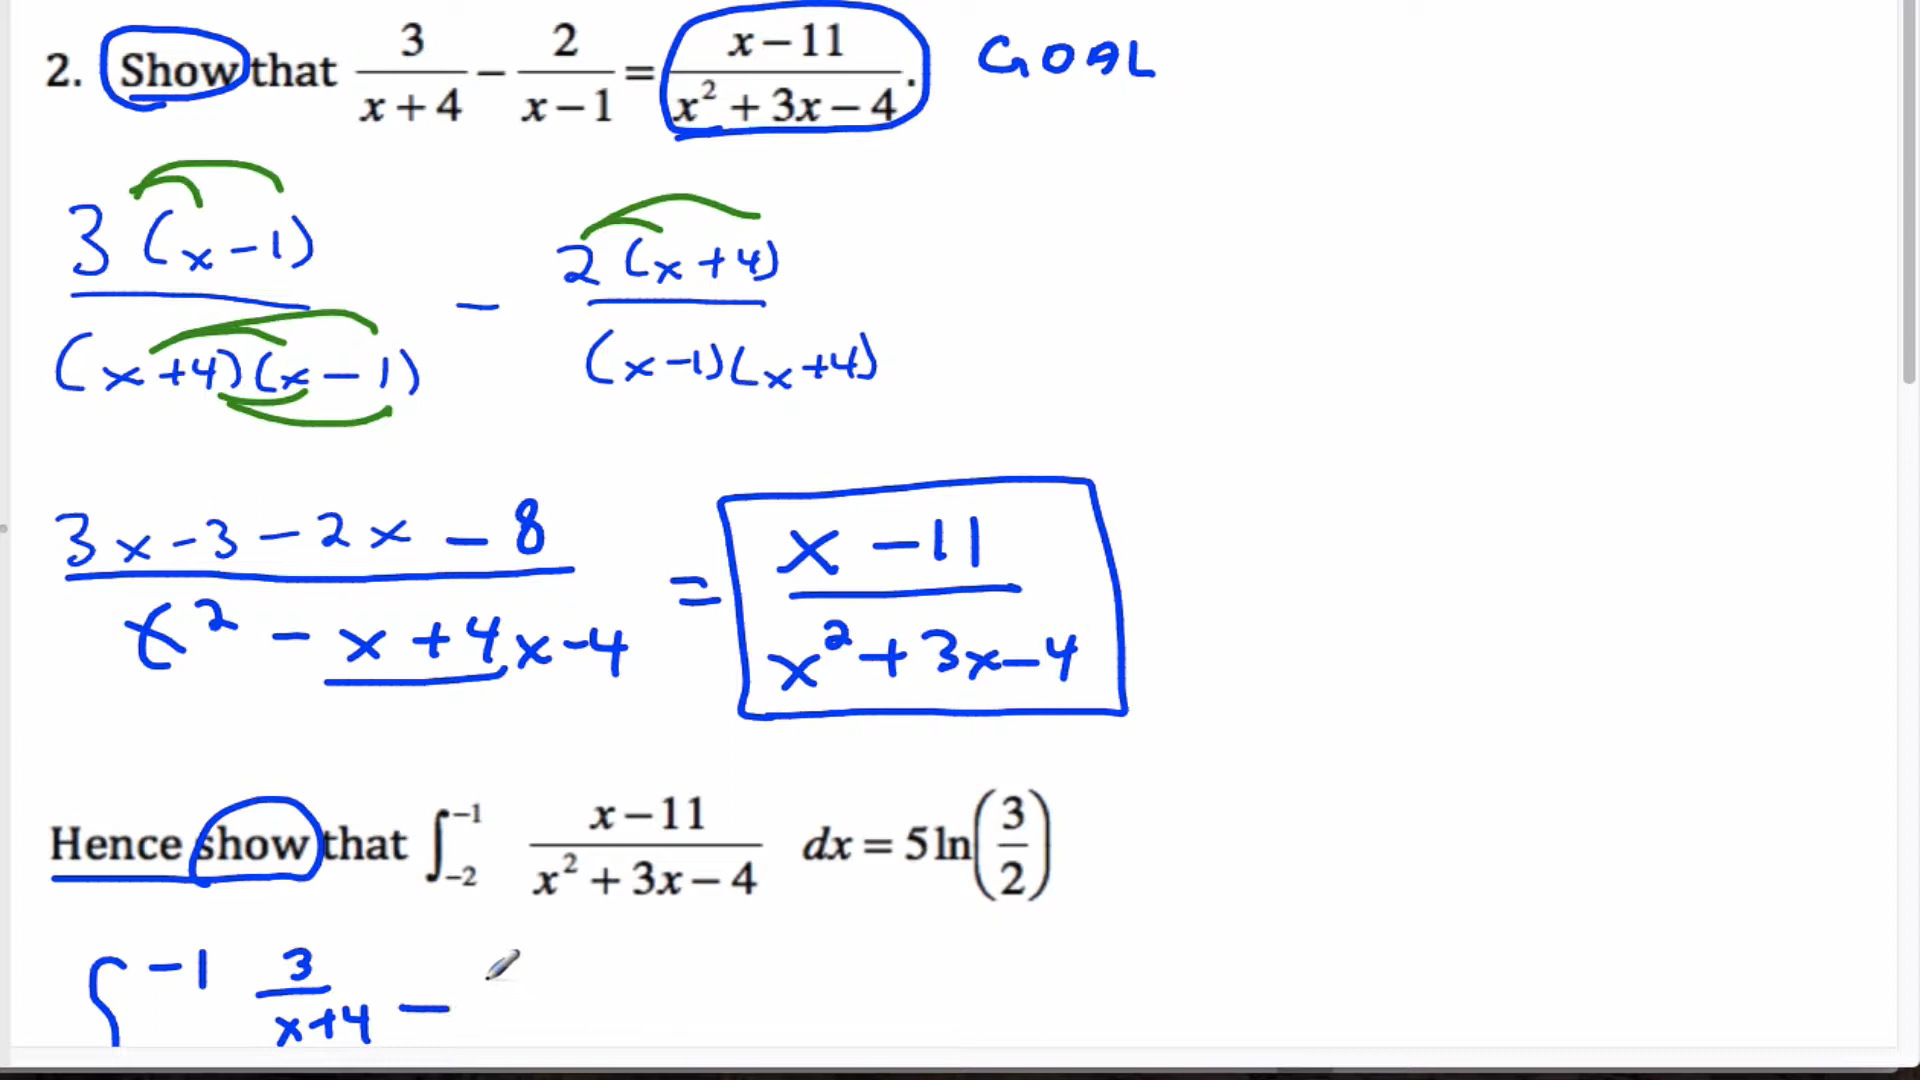 2. Show that 3/(x+4) − 2/(x−1) = (x−11)/(x² + 3x − 4). GOAL
3(x−1)/((x+4)(x−1)) − 2(x+4)/((x−1)(x+4))
(3x −3 − 2x − 8)/(x² − x + 4x −4) = (x −11)/(x² + 3x − 4)
Hence show that ∫₋₂⁻¹ (x−11)/(x² + 3x − 4) dx = 5 ln(3/2)
∫⁻¹ 3/(x+4) −